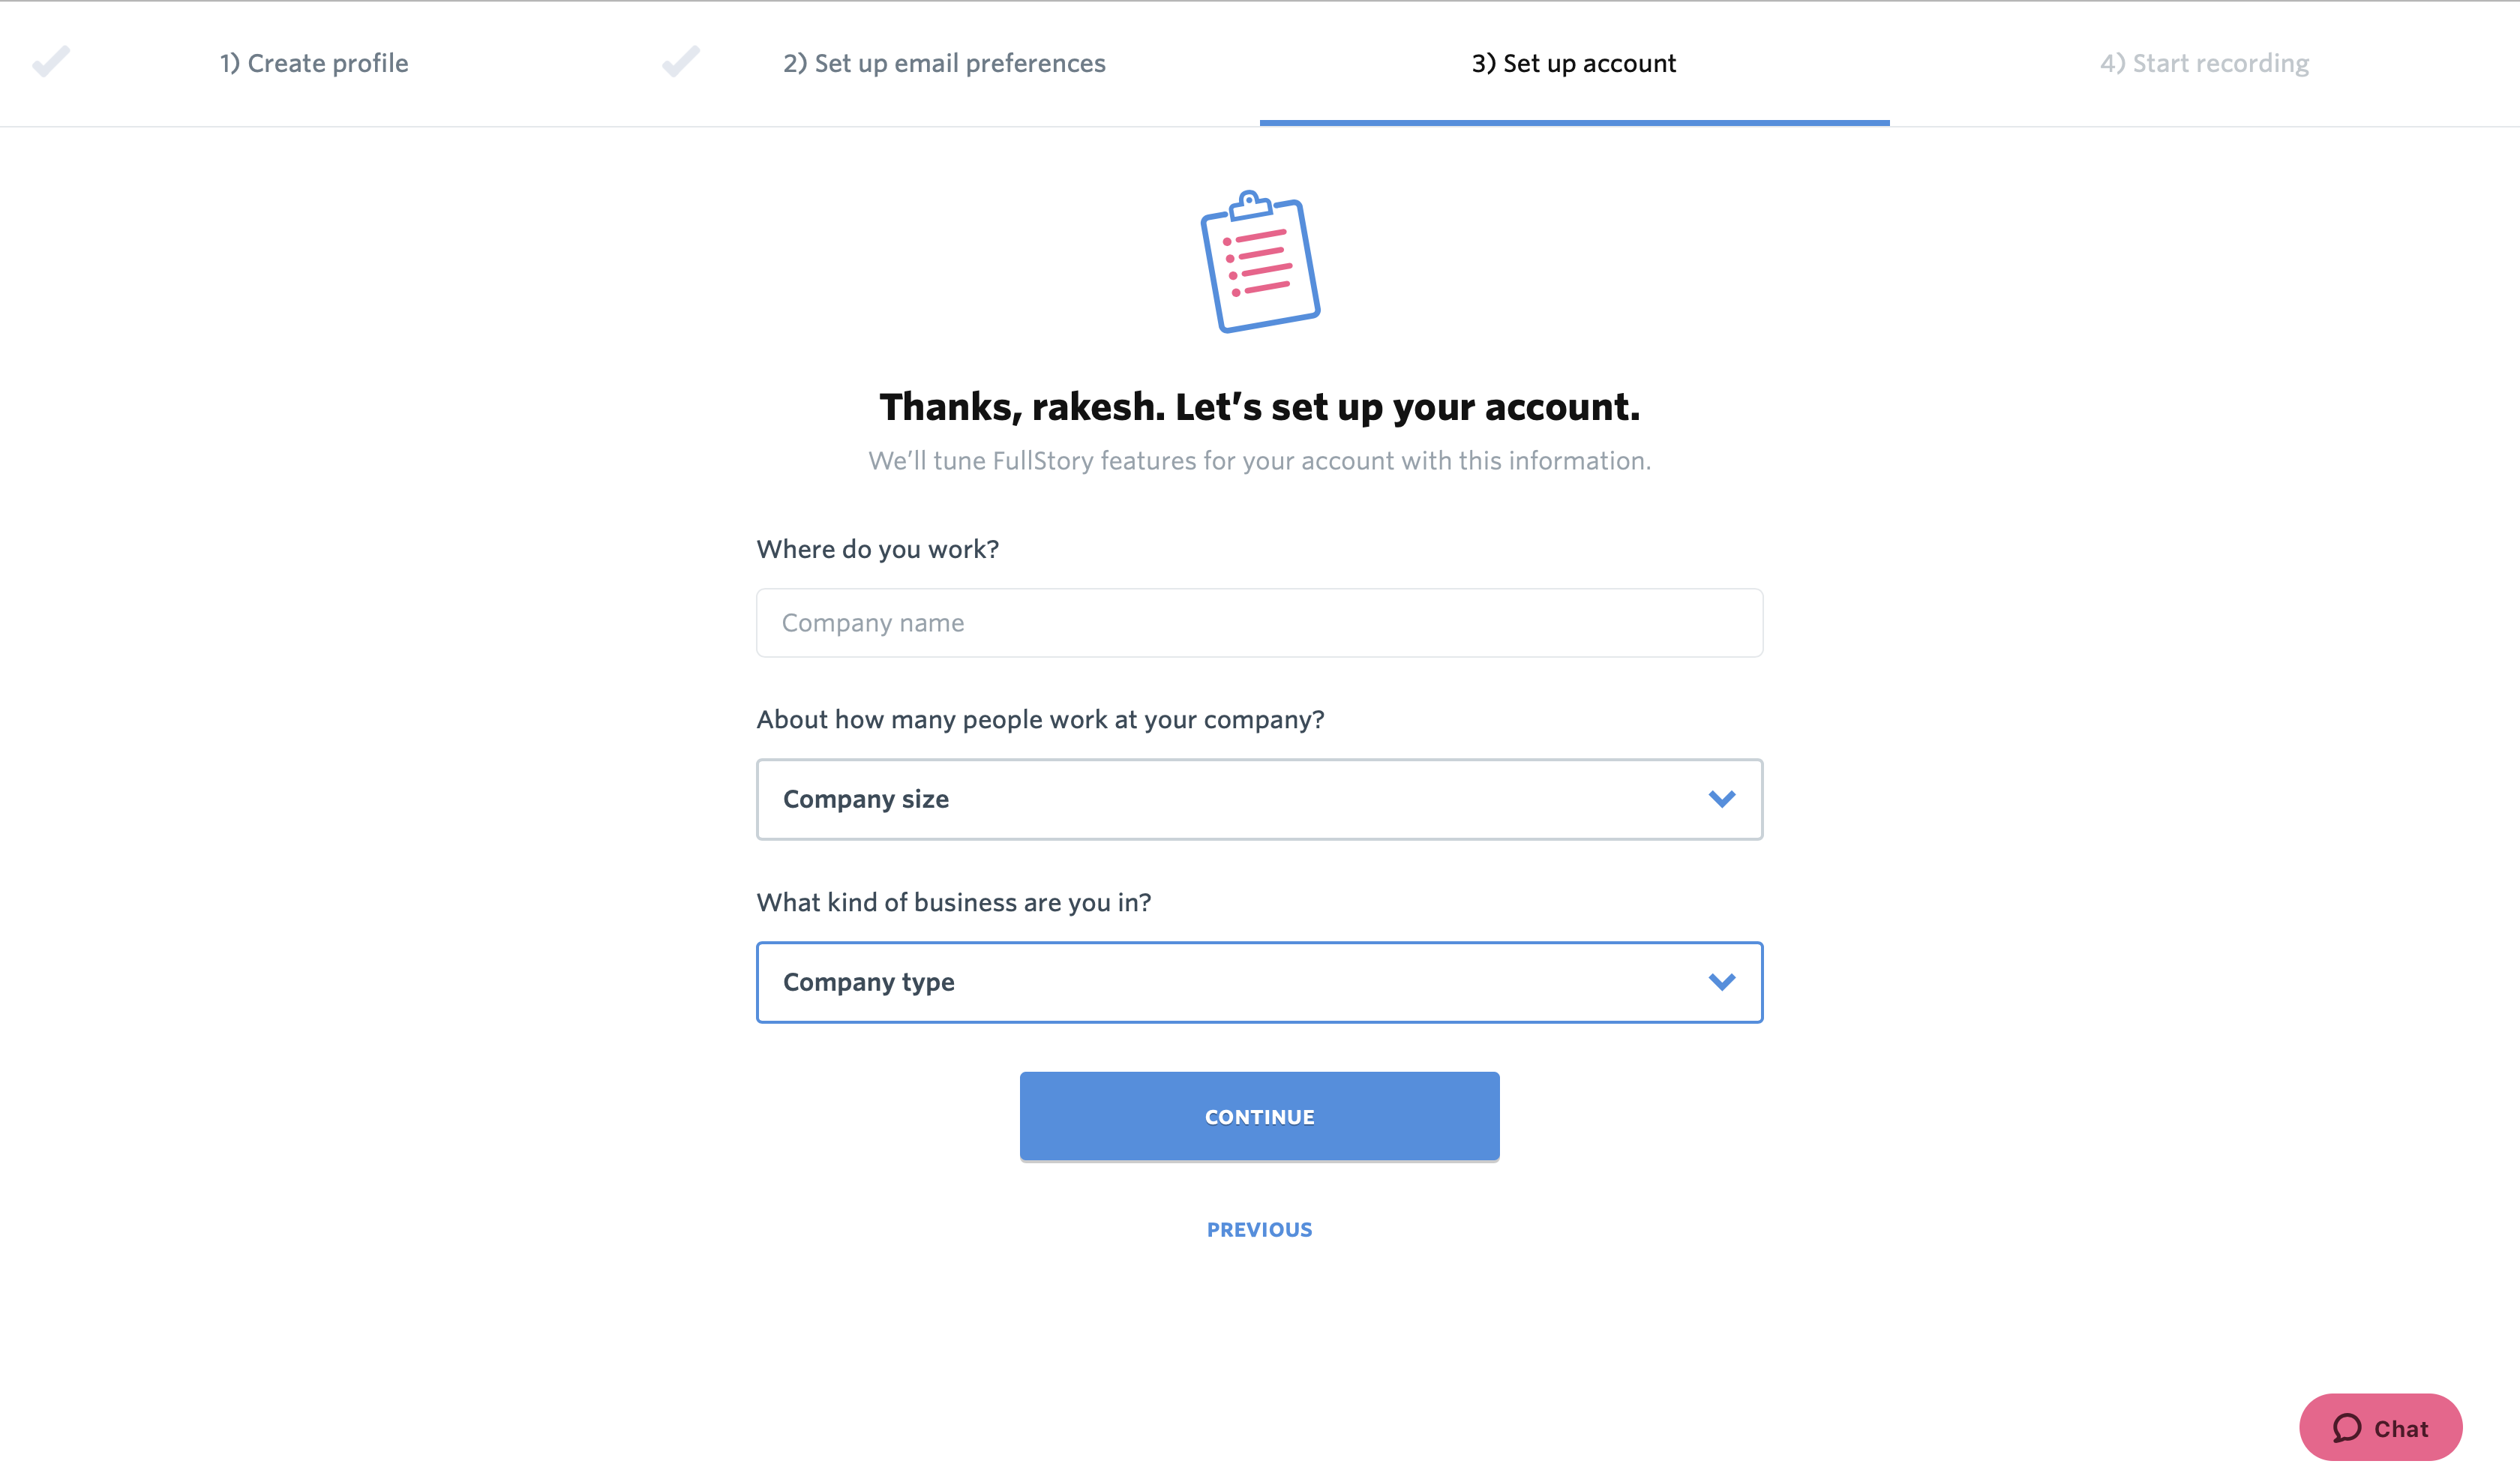 1) Create profile
2) Set up email preferences
3) Set up account
4) Start recording
Thanks, rakesh. Let’s set up your account.
We’ll tune FullStory features for your account with this information.
Where do you work?
Company name
About how many people work at your company?
Company size
What kind of business are you in?
Company type
CONTINUE
PREVIOUS
Chat